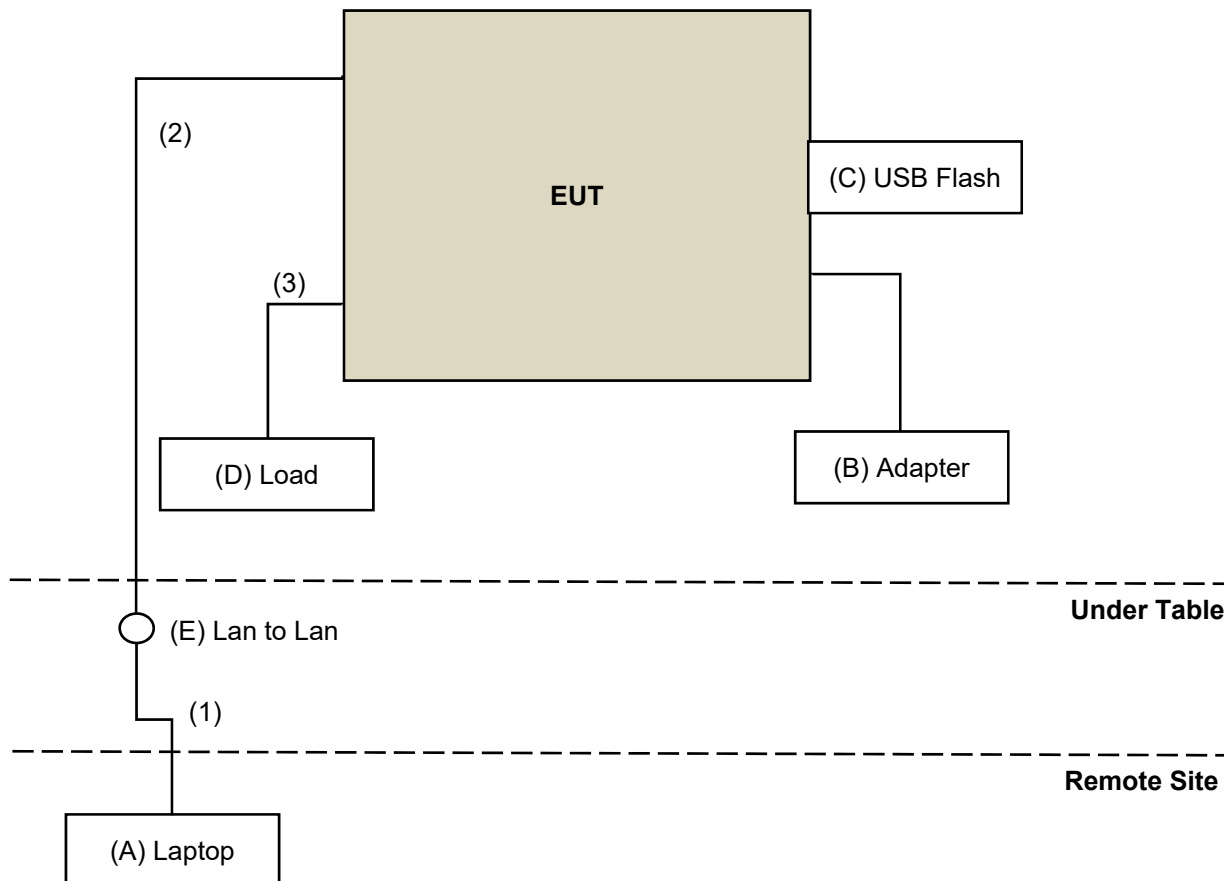 (2)
(C) USB Flash
EUT
(3)
(D) Load
(B) Adapter
Under Table
(E) Lan to Lan
(1)
Remote Site
(A) Laptop